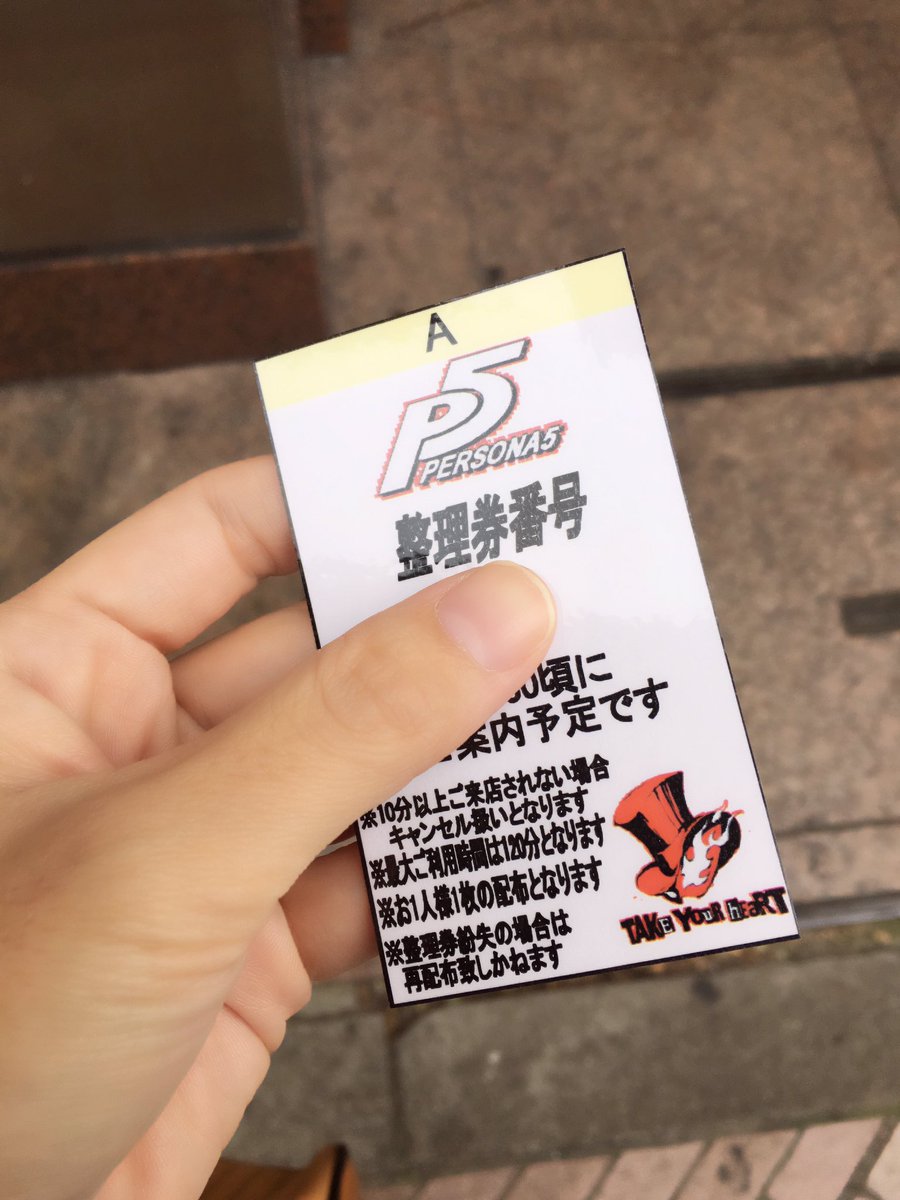 A
P5
PERSONA5
整理券番号
0頃に
案内予定です
※10分以上ご来店されない場合
キャンセル扱いとなります
※最大ご利用時間は120分となります
※お1人様1枚の配布となります
※整理券紛失の場合は
再配布致しかねます
TAKE YOUR HEART